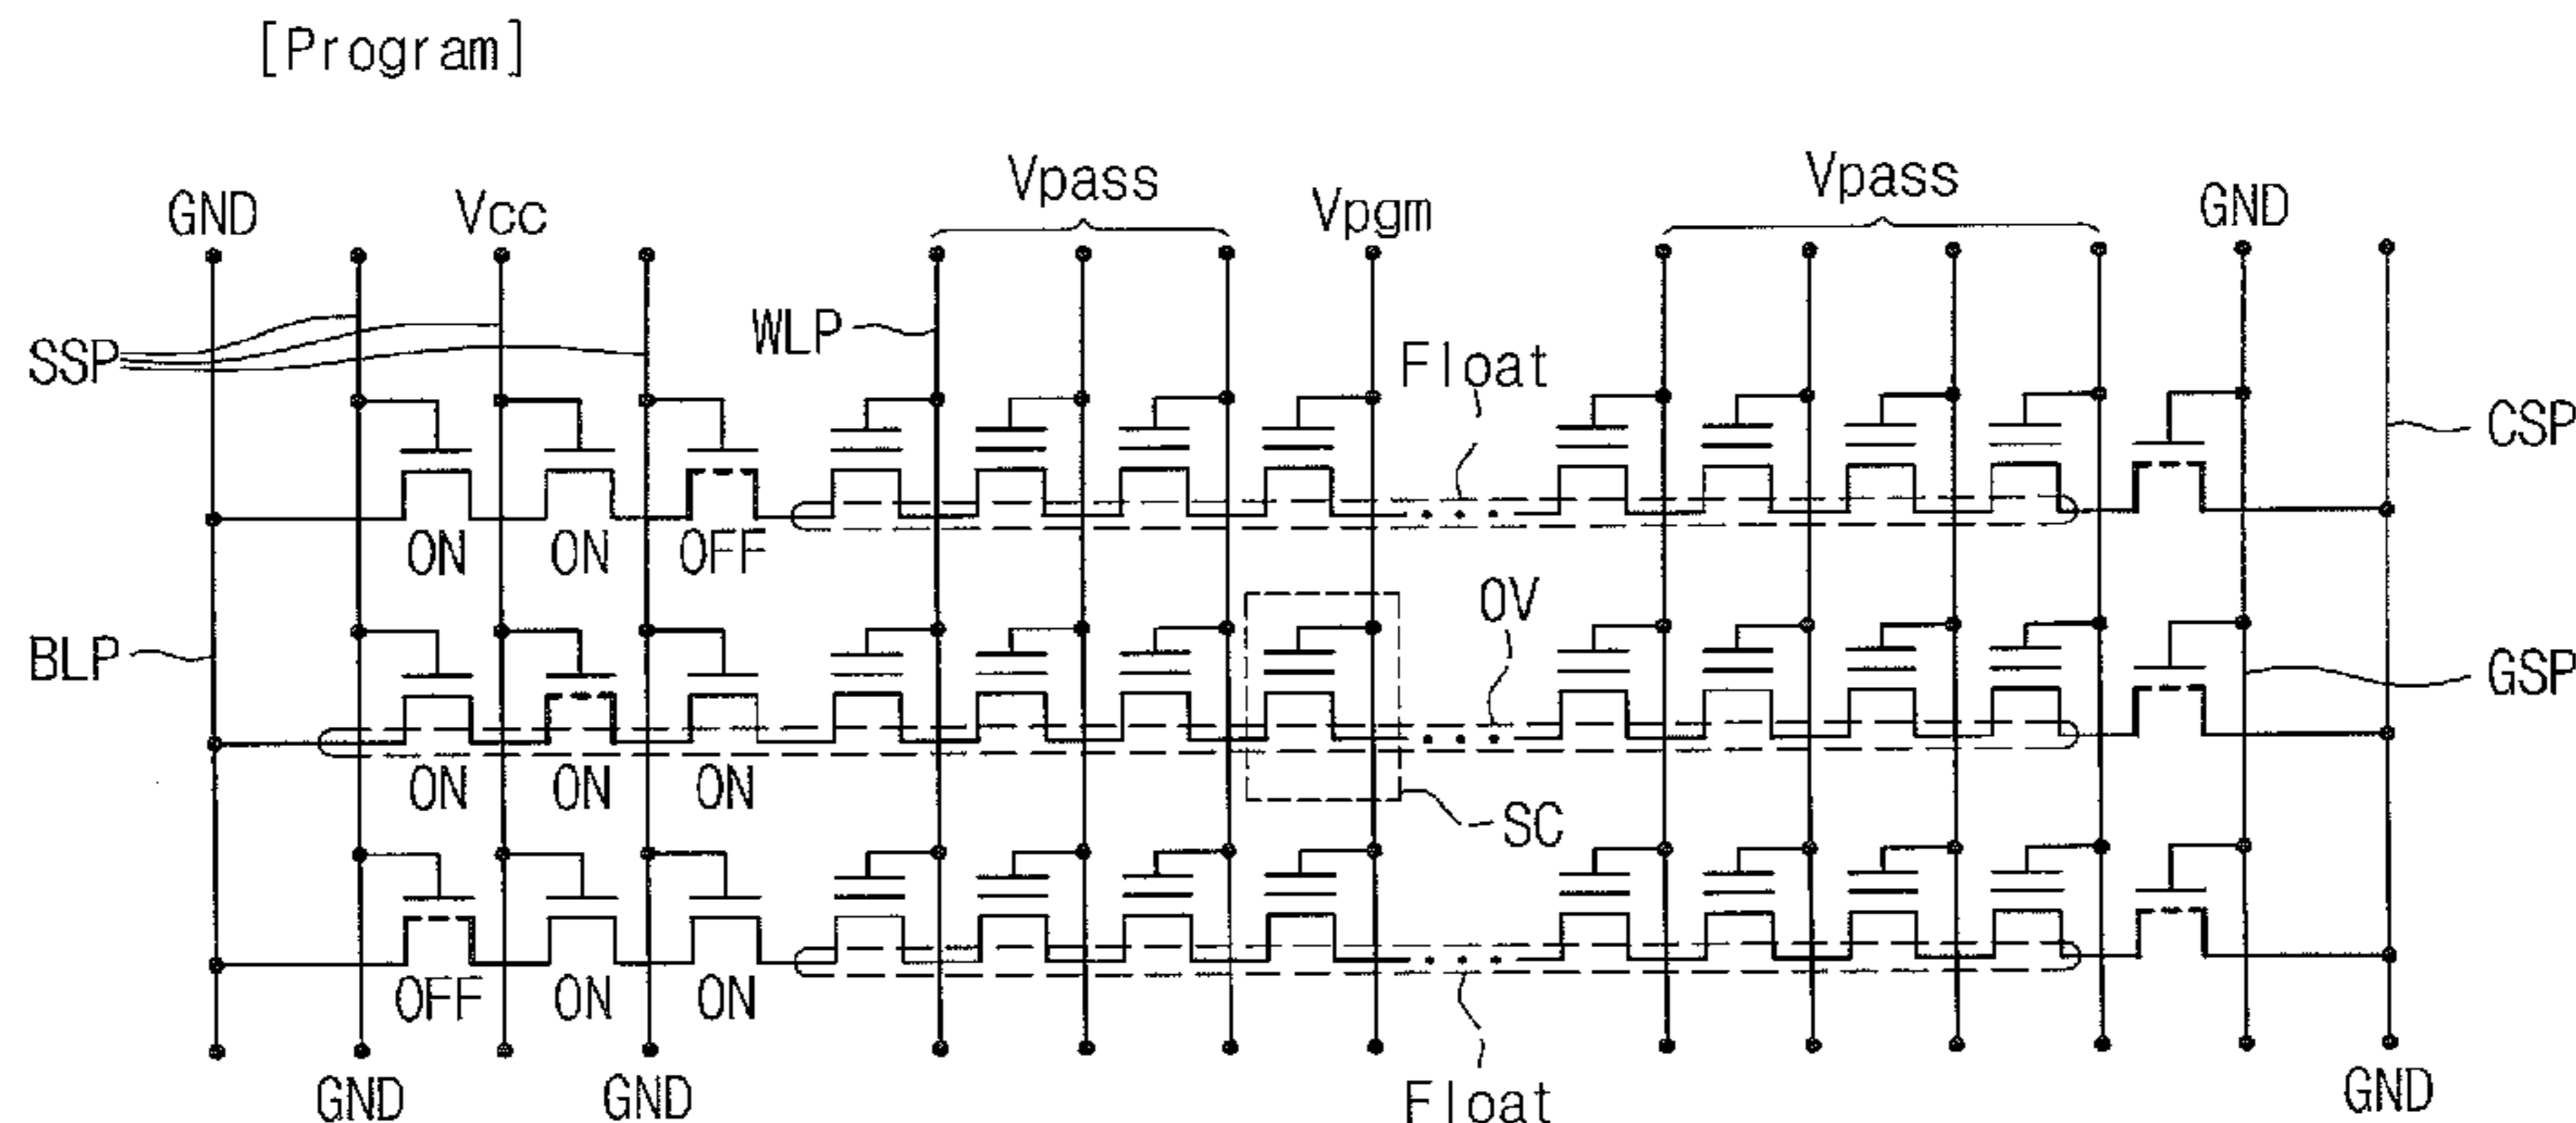 [Program]
GND Vcc Vpass Vpgm Vpass GND
SSP WLP Float CSP
ON ON OFF
BLP 0V GSP
ON ON ON
SC
OFF ON ON
GND GND Float GND